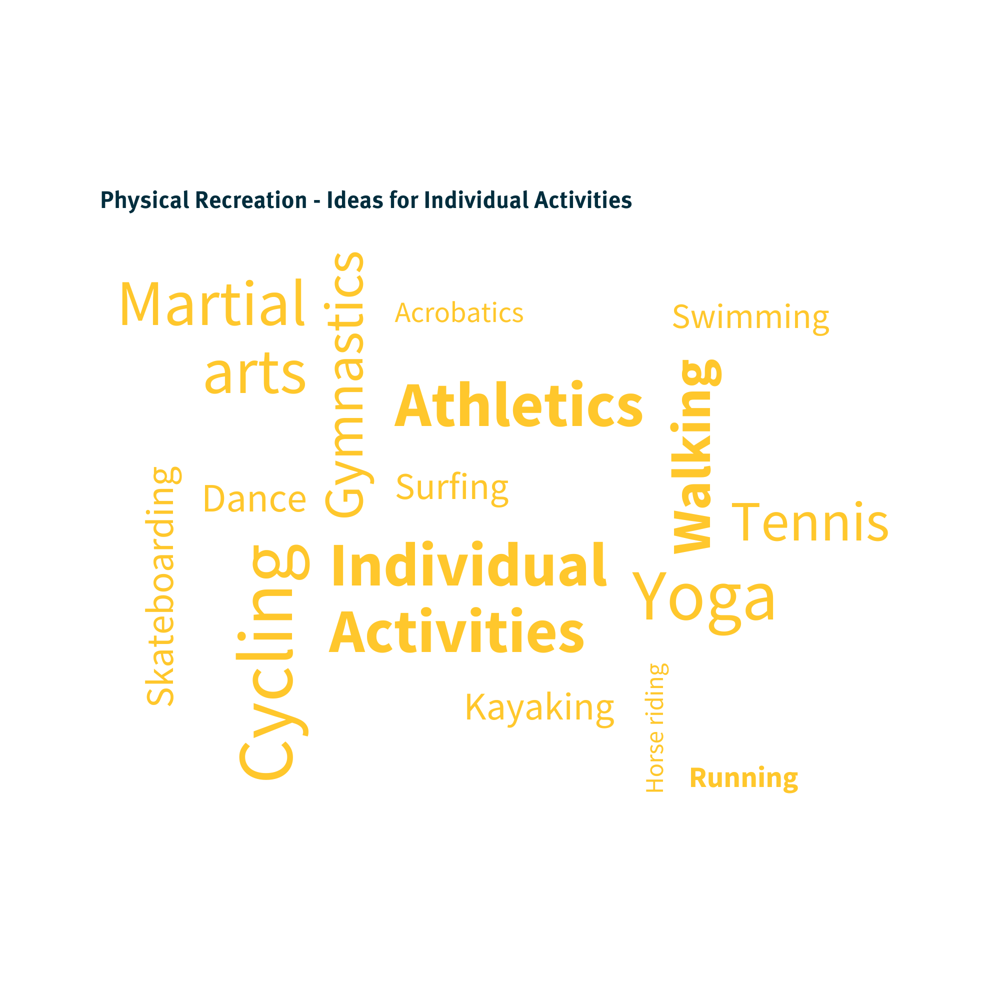 Physical Recreation - Ideas for Individual Activities
Martial
arts
Gymnastics
Acrobatics
Swimming
Athletics
Walking
Skateboarding
Dance
Surfing
Tennis
Cycling
Individual
Activities
Yoga
Kayaking
Horse riding
Running